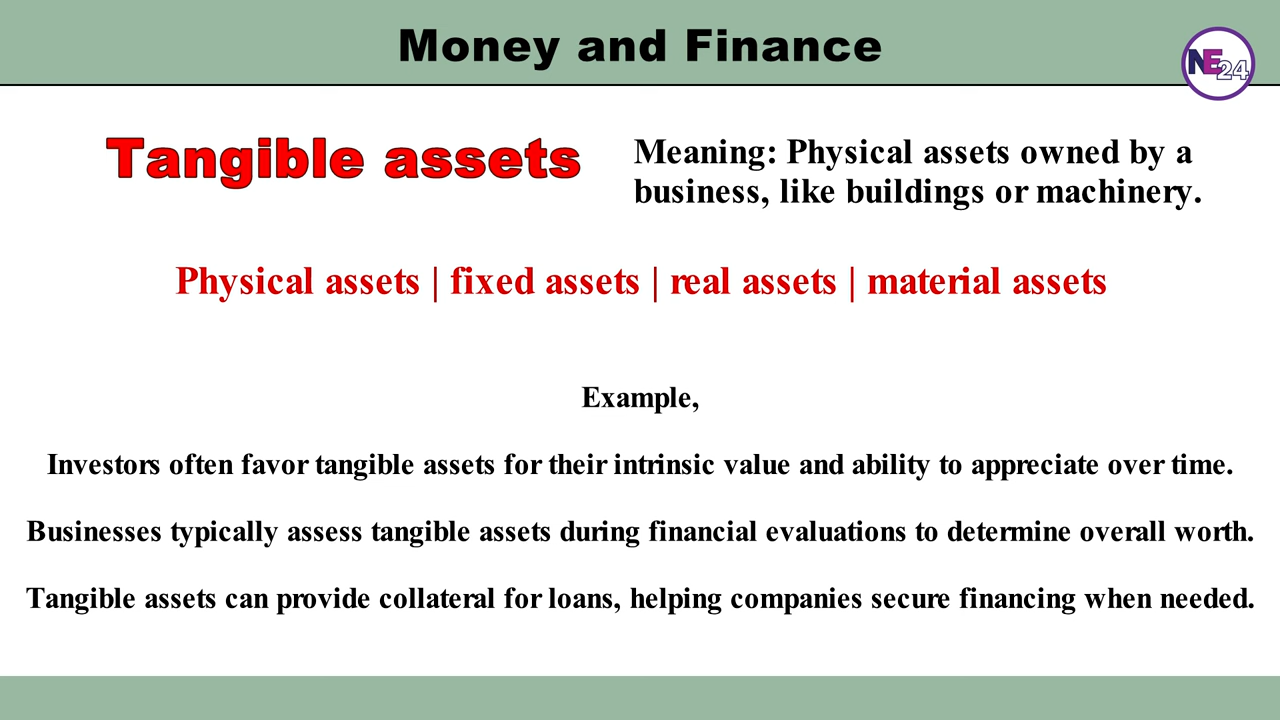 Money and Finance
NE24
Tangible assets
Meaning: Physical assets owned by a
business, like buildings or machinery.
Physical assets | fixed assets | real assets | material assets
Example,
Investors often favor tangible assets for their intrinsic value and ability to appreciate over time.
Businesses typically assess tangible assets during financial evaluations to determine overall worth.
Tangible assets can provide collateral for loans, helping companies secure financing when needed.